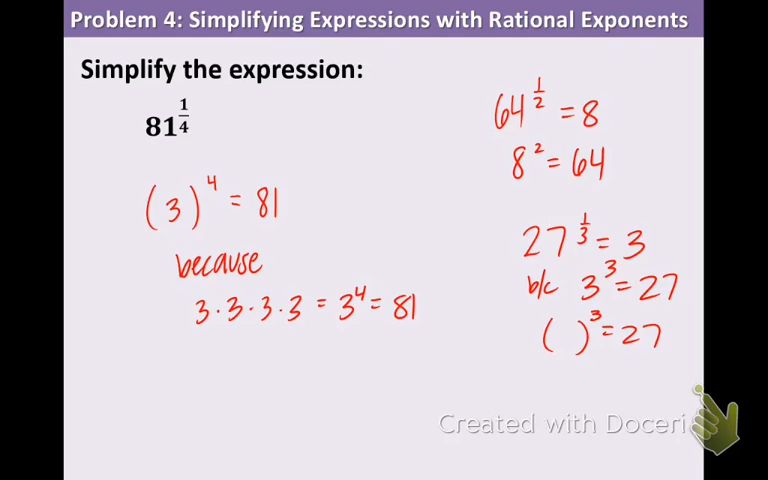 Problem 4: Simplifying Expressions with Rational Exponents
Simplify the expression:
81^{1/4}
(3)^4 = 81
because
3·3·3·3 = 3^4 = 81
64^{1/2} = 8
8^2 = 64
27^{1/3} = 3
b/c 3^3 = 27
( )^3 = 27
Created with Doceri